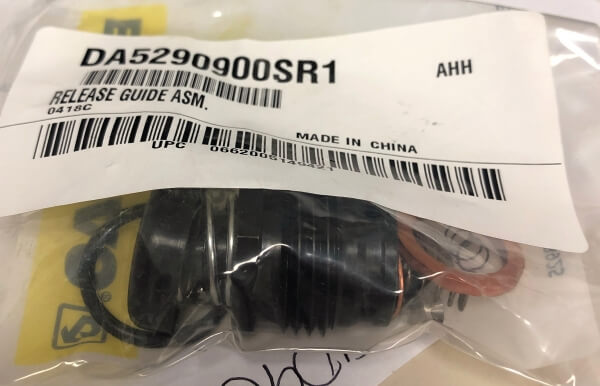 DA5290900SR1
AHH
RELEASE GUIDE ASM.
0418C
MADE IN CHINA
UPC